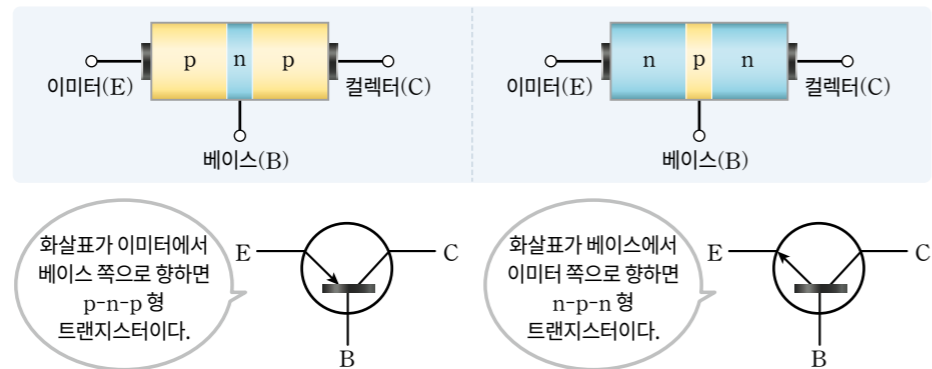 p n p
이미터(E)
컬렉터(C)
베이스(B)
n p n
이미터(E)
컬렉터(C)
베이스(B)
화살표가 이미터에서
베이스 쪽으로 향하면
p-n-p 형
트랜지스터이다.
E
C
B
화살표가 베이스에서
이미터 쪽으로 향하면
n-p-n 형
트랜지스터이다.
E
C
B